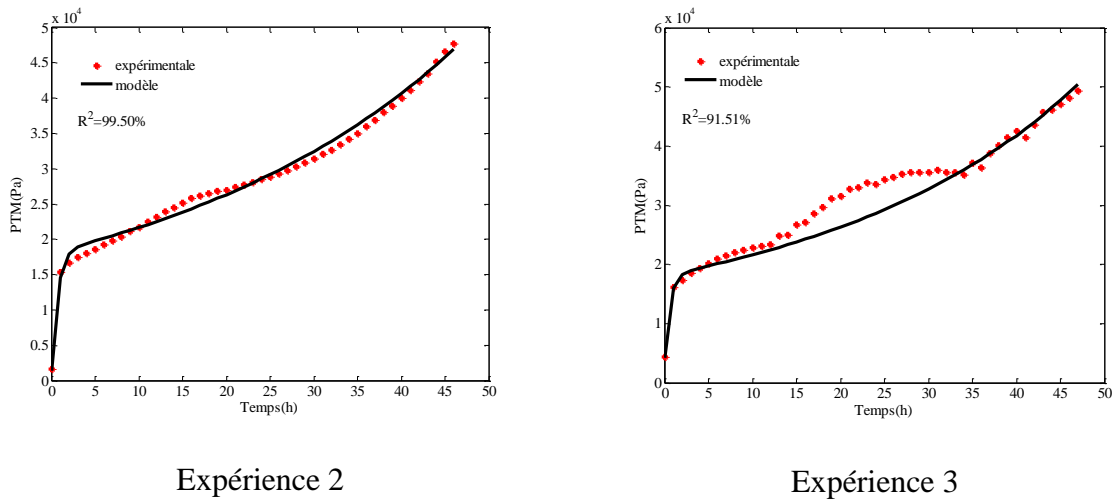 x 10^4
5
4.5
4
3.5
3
2.5
2
1.5
1
0.5
0
PTM(Pa)
expérimentale
modèle
R^2=99.50%
0 5 10 15 20 25 30 35 40 45 50
Temps(h)
Expérience 2
x 10^4
6
5
4
3
2
1
0
PTM(Pa)
expérimentale
modèle
R^2=91.51%
0 5 10 15 20 25 30 35 40 45 50
Temps(h)
Expérience 3